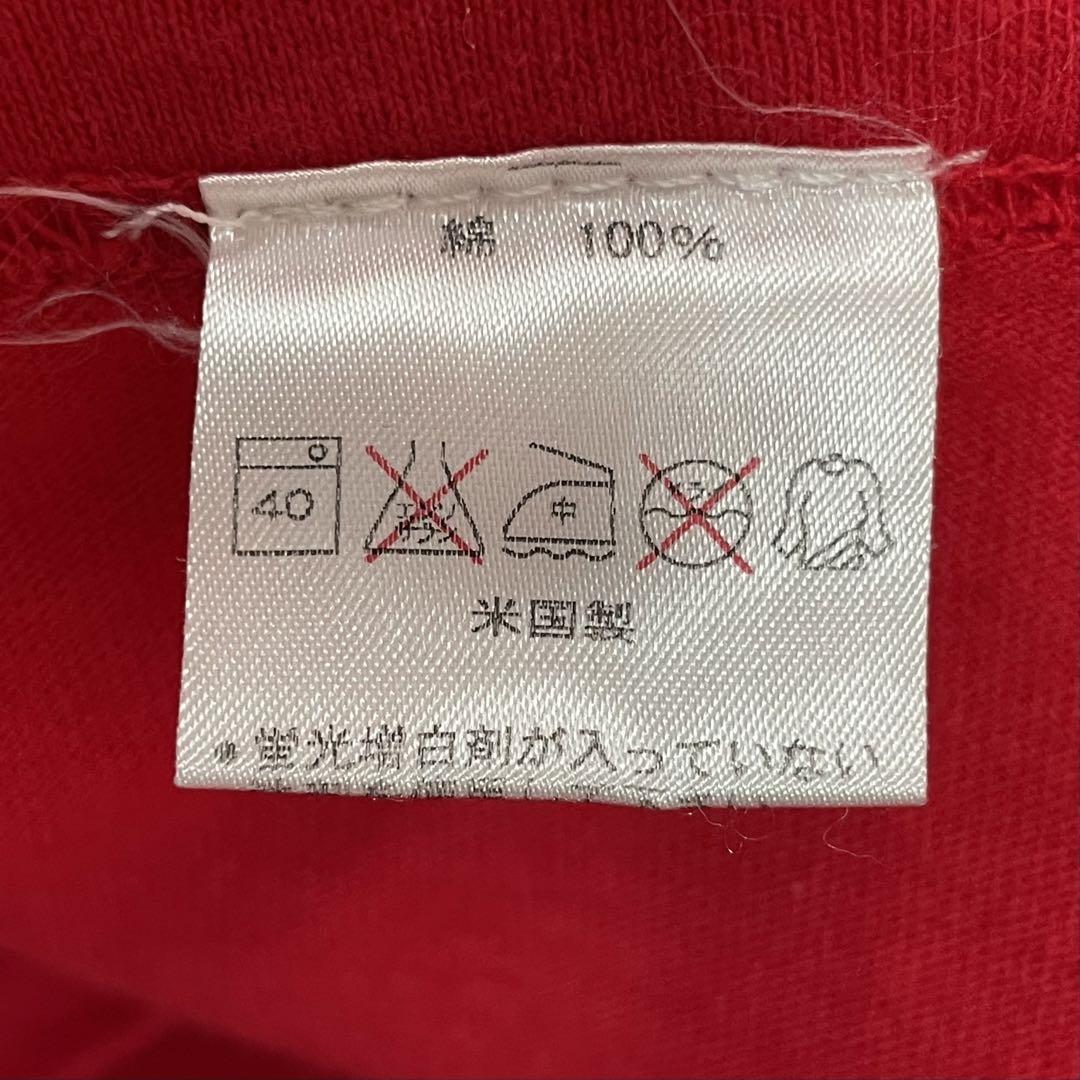 綿 100%
40 エンソサラシ 中 ドライ
米国製
※ 蛍光増白剤が入っていない